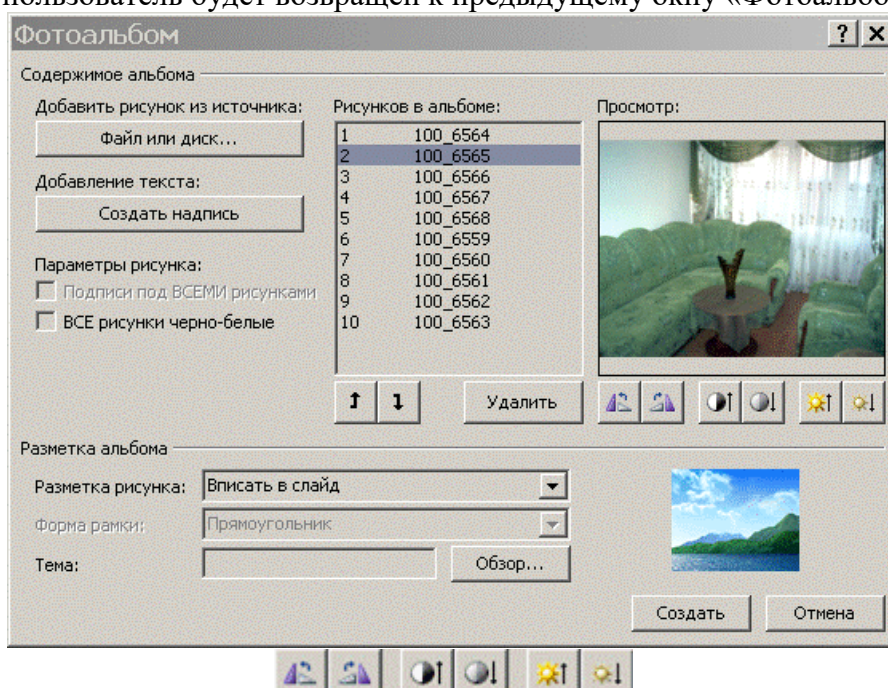 пользователь будет возвращен к предыдущему окну «Фотоальбо
Фотоальбом
Содержимое альбома
Добавить рисунок из источника:
Файл или диск...
Добавление текста:
Создать надпись
Параметры рисунка:
Подписи под ВСЕМИ рисунками
ВСЕ рисунки черно-белые
Рисунков в альбоме:
1 100_6564
2 100_6565
3 100_6566
4 100_6567
5 100_6568
6 100_6559
7 100_6560
8 100_6561
9 100_6562
10 100_6563
Удалить
Просмотр:
Разметка альбома
Разметка рисунка: Вписать в слайд
Форма рамки: Прямоугольник
Тема: Обзор...
Создать Отмена